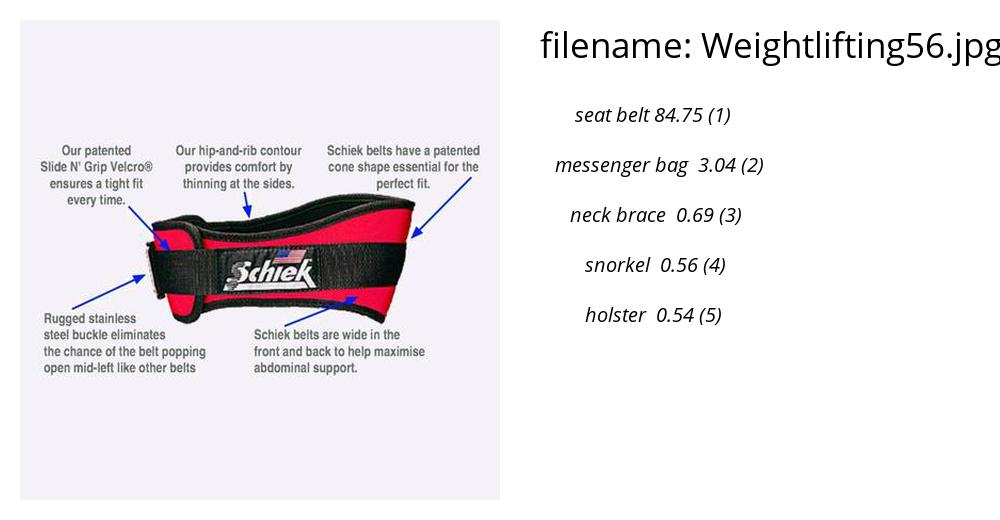 filename: Weightlifting56.jpg
seat belt 84.75 (1)
messenger bag 3.04 (2)
neck brace 0.69 (3)
snorkel 0.56 (4)
holster 0.54 (5)
Our patented
Slide N' Grip Velcro®
ensures a tight fit
every time.
Our hip-and-rib contour
provides comfort by
thinning at the sides.
Schiek belts have a patented
cone shape essential for the
perfect fit.
Schiek
Rugged stainless
steel buckle eliminates
the chance of the belt popping
open mid-left like other belts
Schiek belts are wide in the
front and back to help maximise
abdominal support.